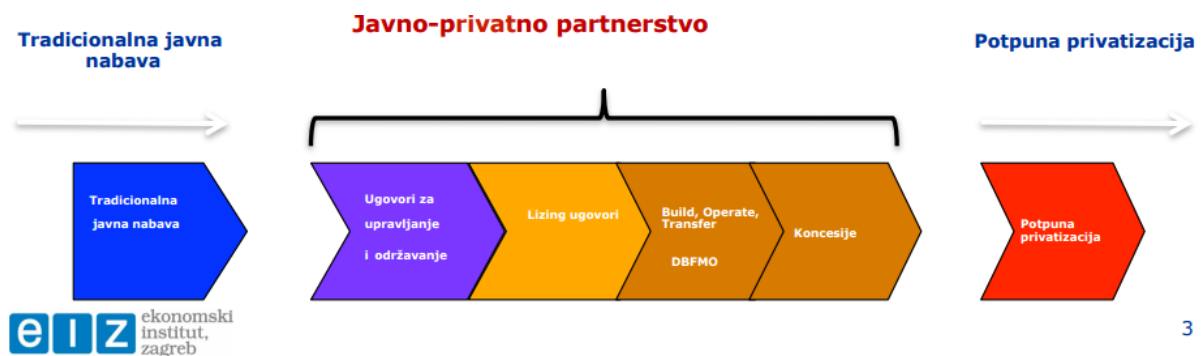 Javno-privatno partnerstvo
Tradicionalna javna
nabava
Potpuna privatizacija
Tradicionalna
javna nabava
Ugovori za
upravljanje
i održavanje
Lizing ugovori
Build, Operate,
Transfer
DBFMO
Koncesije
Potpuna
privatizacija
eiz ekonomski
institut,
zagreb
3